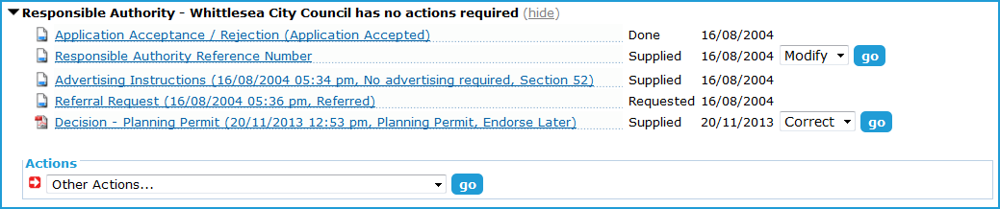 Responsible Authority - Whittlesea City Council has no actions required (hide)
Application Acceptance / Rejection (Application Accepted) Done 16/08/2004
Responsible Authority Reference Number Supplied 16/08/2004 Modify go
Advertising Instructions (16/08/2004 05:34 pm, No advertising required, Section 52) Supplied 16/08/2004
Referral Request (16/08/2004 05:36 pm, Referred) Requested 16/08/2004
Decision - Planning Permit (20/11/2013 12:53 pm, Planning Permit, Endorse Later) Supplied 20/11/2013 Correct go
Actions
Other Actions... go